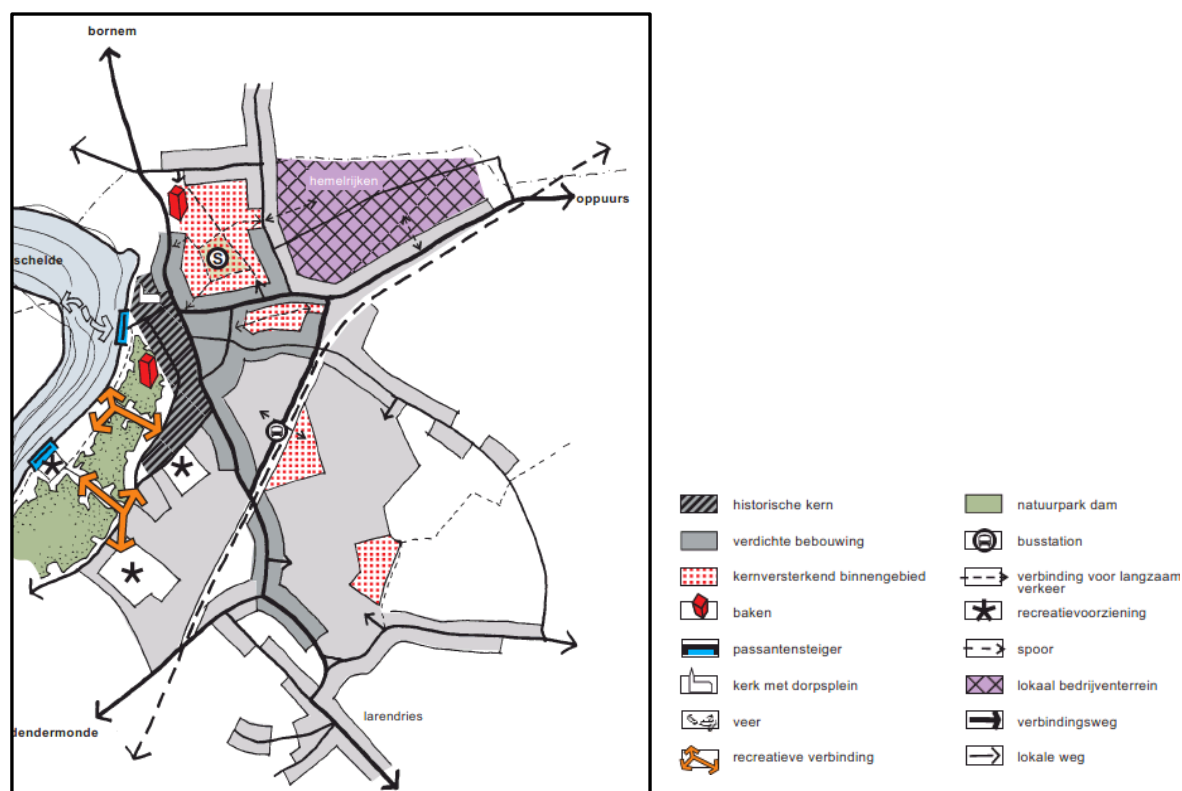 bornem
hemelrijken
oppuurs
schelde
S
larendries
dendermonde
historische kern
verdichte bebouwing
kernversterkend binnengebied
baken
passantensteiger
kerk met dorpsplein
veer
recreatieve verbinding
natuurpark dam
busstation
verbinding voor langzaam
verkeer
recreatievoorziening
spoor
lokaal bedrijventerrein
verbindingsweg
lokale weg